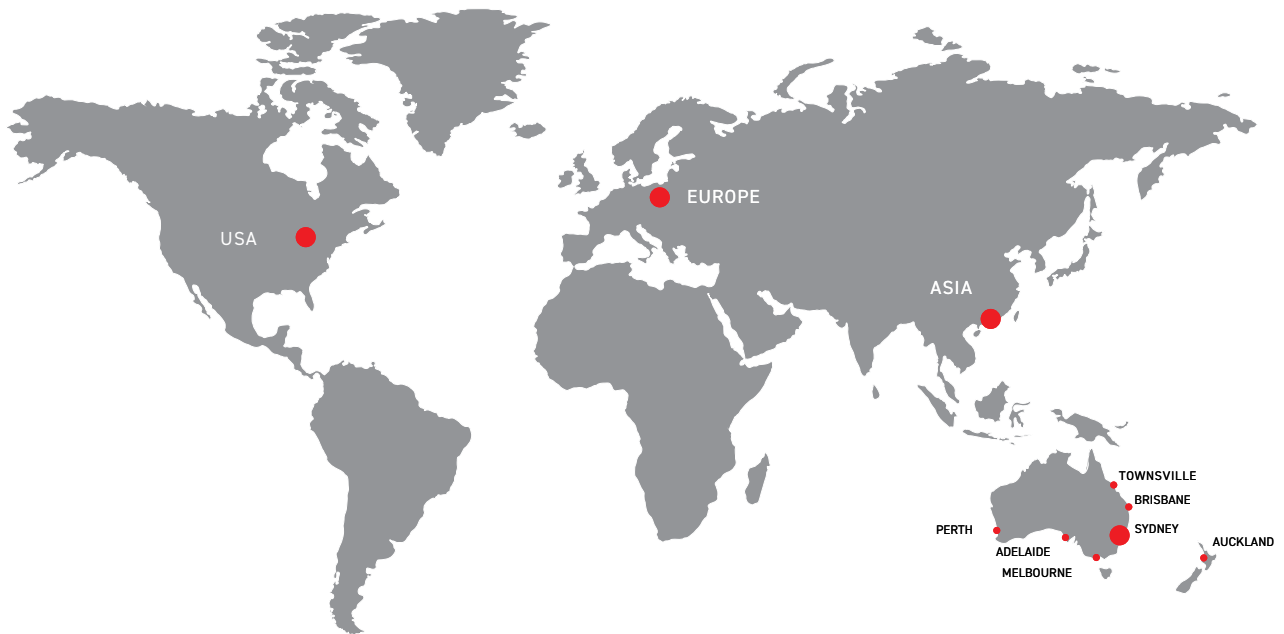 EUROPE
USA
ASIA
TOWNSVILLE
BRISBANE
SYDNEY
PERTH
AUCKLAND
ADELAIDE
MELBOURNE